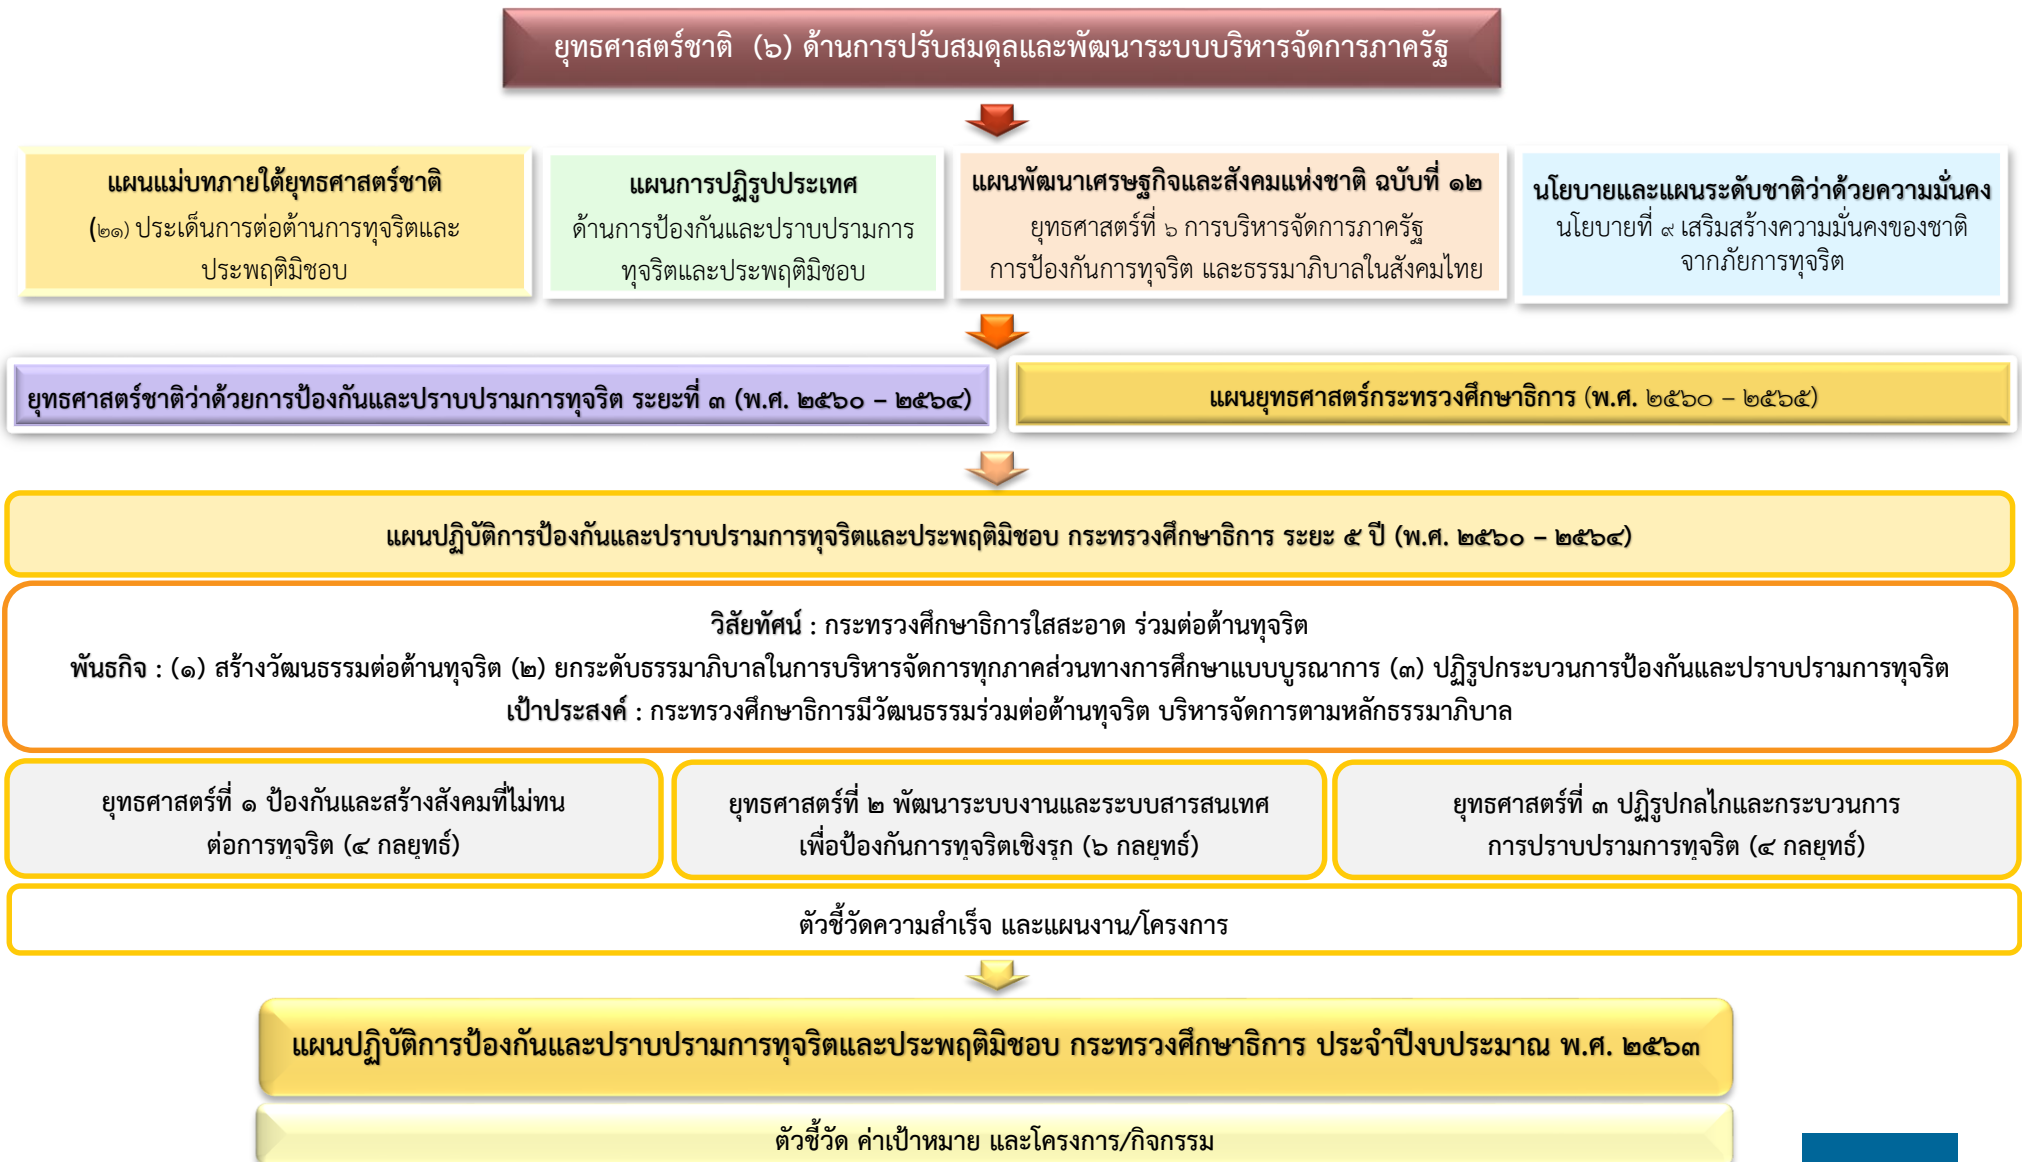 ยุทธศาสตร์ชาติ (๖) ด้านการปรับสมดุลและพัฒนาระบบบริหารจัดการภาครัฐ
แผนแม่บทภายใต้ยุทธศาสตร์ชาติ
(๒๑) ประเด็นการต่อต้านการทุจริตและ
ประพฤติมิชอบ
แผนการปฏิรูปประเทศ
ด้านการป้องกันและปราบปรามการ
ทุจริตและประพฤติมิชอบ
แผนพัฒนาเศรษฐกิจและสังคมแห่งชาติ ฉบับที่ ๑๒
ยุทธศาสตร์ที่ ๖ การบริหารจัดการภาครัฐ
การป้องกันการทุจริต และธรรมาภิบาลในสังคมไทย
นโยบายและแผนระดับชาติว่าด้วยความมั่นคง
นโยบายที่ ๙ เสริมสร้างความมั่นคงของชาติ
จากภัยการทุจริต
ยุทธศาสตร์ชาติว่าด้วยการป้องกันและปราบปรามการทุจริต ระยะที่ ๓ (พ.ศ. ๒๕๖๐ – ๒๕๖๔)
แผนยุทธศาสตร์กระทรวงศึกษาธิการ (พ.ศ. ๒๕๖๐ – ๒๕๖๕)
แผนปฏิบัติการป้องกันและปราบปรามการทุจริตและประพฤติมิชอบ กระทรวงศึกษาธิการ ระยะ ๕ ปี (พ.ศ. ๒๕๖๐ – ๒๕๖๔)
วิสัยทัศน์ : กระทรวงศึกษาธิการใสสะอาด ร่วมต่อต้านทุจริต
พันธกิจ : (๑) สร้างวัฒนธรรมต่อต้านทุจริต (๒) ยกระดับธรรมาภิบาลในการบริหารจัดการทุกภาคส่วนทางการศึกษาแบบบูรณาการ (๓) ปฏิรูปกระบวนการป้องกันและปราบปรามการทุจริต
เป้าประสงค์ : กระทรวงศึกษาธิการมีวัฒนธรรมร่วมต่อต้านทุจริต บริหารจัดการตามหลักธรรมาภิบาล
ยุทธศาสตร์ที่ ๑ ป้องกันและสร้างสังคมที่ไม่ทน
ต่อการทุจริต (๔ กลยุทธ์)
ยุทธศาสตร์ที่ ๒ พัฒนาระบบงานและระบบสารสนเทศ
เพื่อป้องกันการทุจริตเชิงรุก (๖ กลยุทธ์)
ยุทธศาสตร์ที่ ๓ ปฏิรูปกลไกและกระบวนการ
การปราบปรามการทุจริต (๔ กลยุทธ์)
ตัวชี้วัดความสำเร็จ และแผนงาน/โครงการ
แผนปฏิบัติการป้องกันและปราบปรามการทุจริตและประพฤติมิชอบ กระทรวงศึกษาธิการ ประจำปีงบประมาณ พ.ศ. ๒๕๖๓
ตัวชี้วัด ค่าเป้าหมาย และโครงการ/กิจกรรม